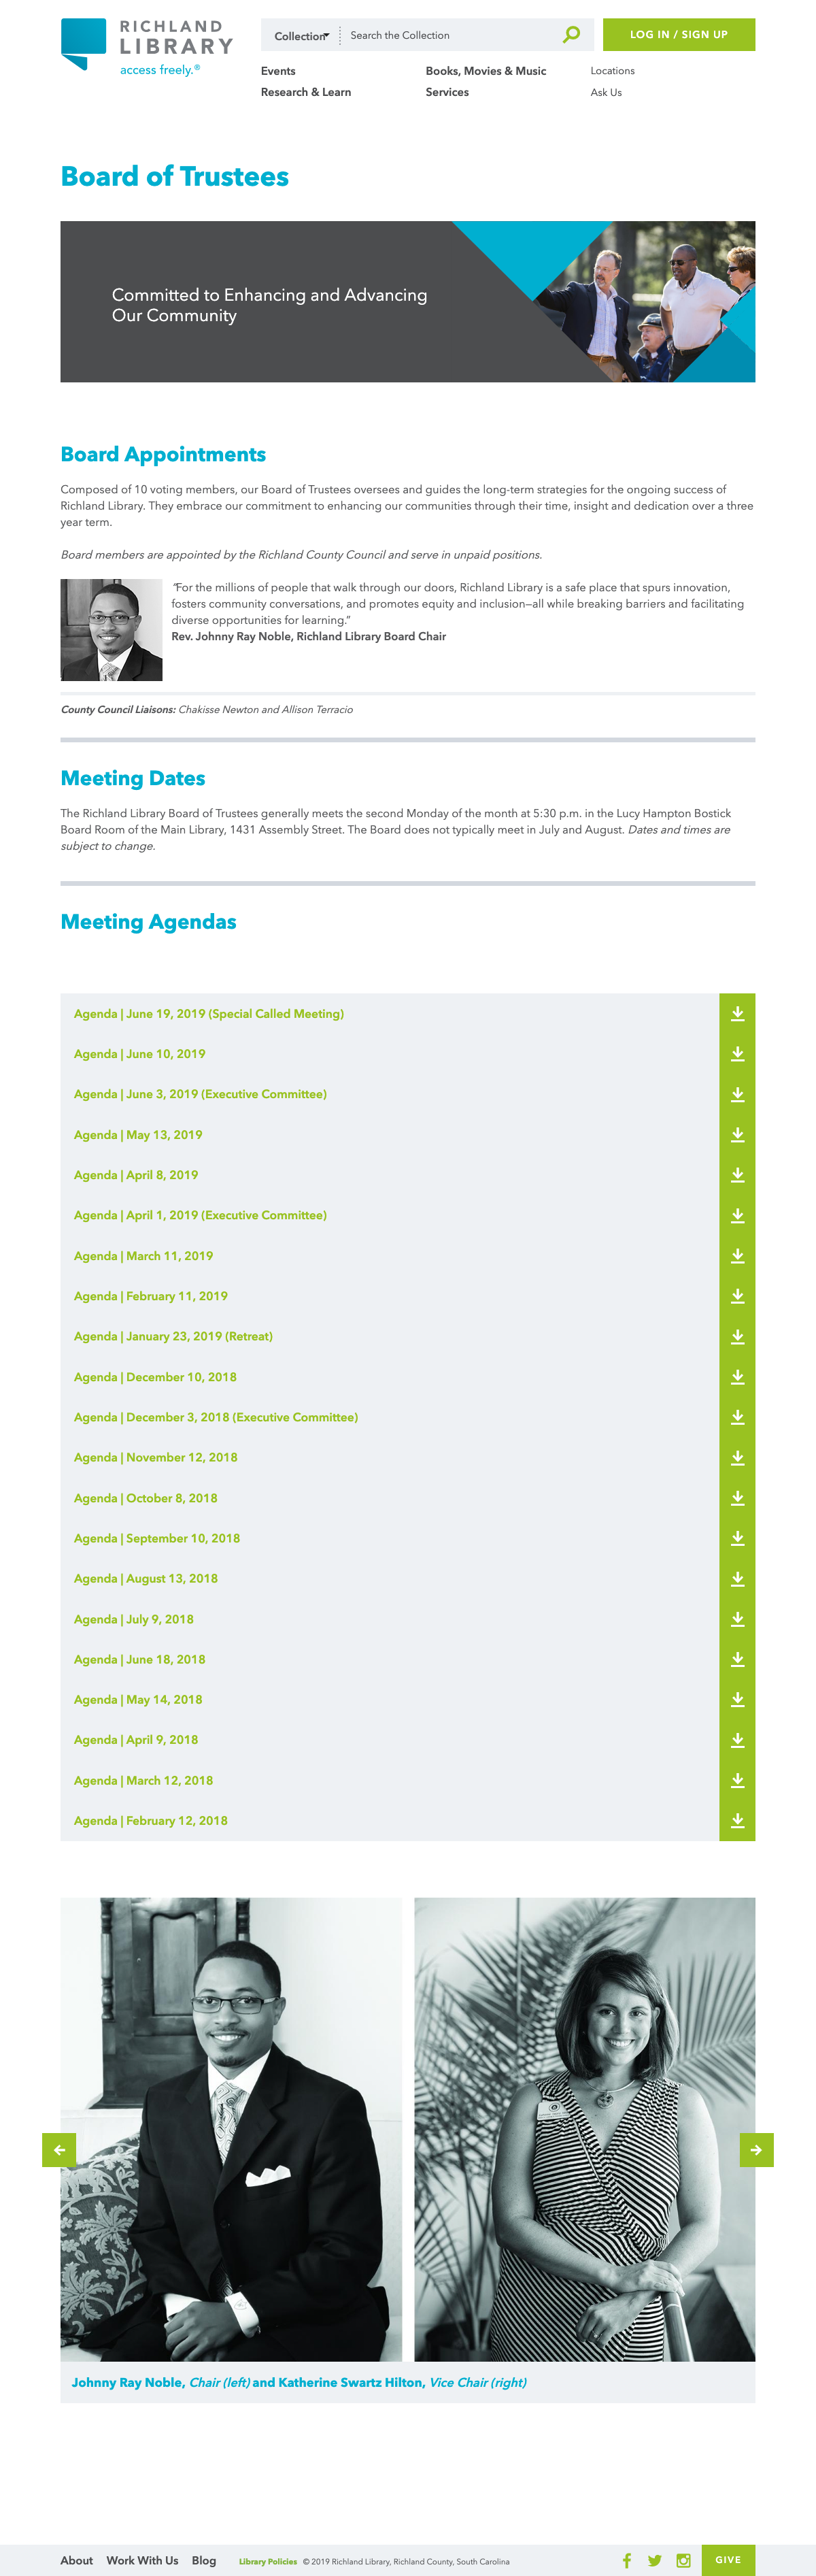 RICHLAND
LIBRARY
access freely.®
Collection
Search the Collection
LOG IN / SIGN UP
Events
Books, Movies & Music
Locations
Research & Learn
Services
Ask Us
Board of Trustees
Committed to Enhancing and Advancing
Our Community
Board Appointments
Composed of 10 voting members, our Board of Trustees oversees and guides the long-term strategies for the ongoing success of
Richland Library. They embrace our commitment to enhancing our communities through their time, insight and dedication over a three
year term.
Board members are appointed by the Richland County Council and serve in unpaid positions.
“For the millions of people that walk through our doors, Richland Library is a safe place that spurs innovation,
fosters community conversations, and promotes equity and inclusion—all while breaking barriers and facilitating
diverse opportunities for learning.”
Rev. Johnny Ray Noble, Richland Library Board Chair
County Council Liaisons: Chakisse Newton and Allison Terracio
Meeting Dates
The Richland Library Board of Trustees generally meets the second Monday of the month at 5:30 p.m. in the Lucy Hampton Bostick
Board Room of the Main Library, 1431 Assembly Street. The Board does not typically meet in July and August. Dates and times are
subject to change.
Meeting Agendas
Agenda | June 19, 2019 (Special Called Meeting)
Agenda | June 10, 2019
Agenda | June 3, 2019 (Executive Committee)
Agenda | May 13, 2019
Agenda | April 8, 2019
Agenda | April 1, 2019 (Executive Committee)
Agenda | March 11, 2019
Agenda | February 11, 2019
Agenda | January 23, 2019 (Retreat)
Agenda | December 10, 2018
Agenda | December 3, 2018 (Executive Committee)
Agenda | November 12, 2018
Agenda | October 8, 2018
Agenda | September 10, 2018
Agenda | August 13, 2018
Agenda | July 9, 2018
Agenda | June 18, 2018
Agenda | May 14, 2018
Agenda | April 9, 2018
Agenda | March 12, 2018
Agenda | February 12, 2018
Johnny Ray Noble, Chair (left) and Katherine Swartz Hilton, Vice Chair (right)
About
Work With Us
Blog
Library Policies
© 2019 Richland Library, Richland County, South Carolina
GIVE